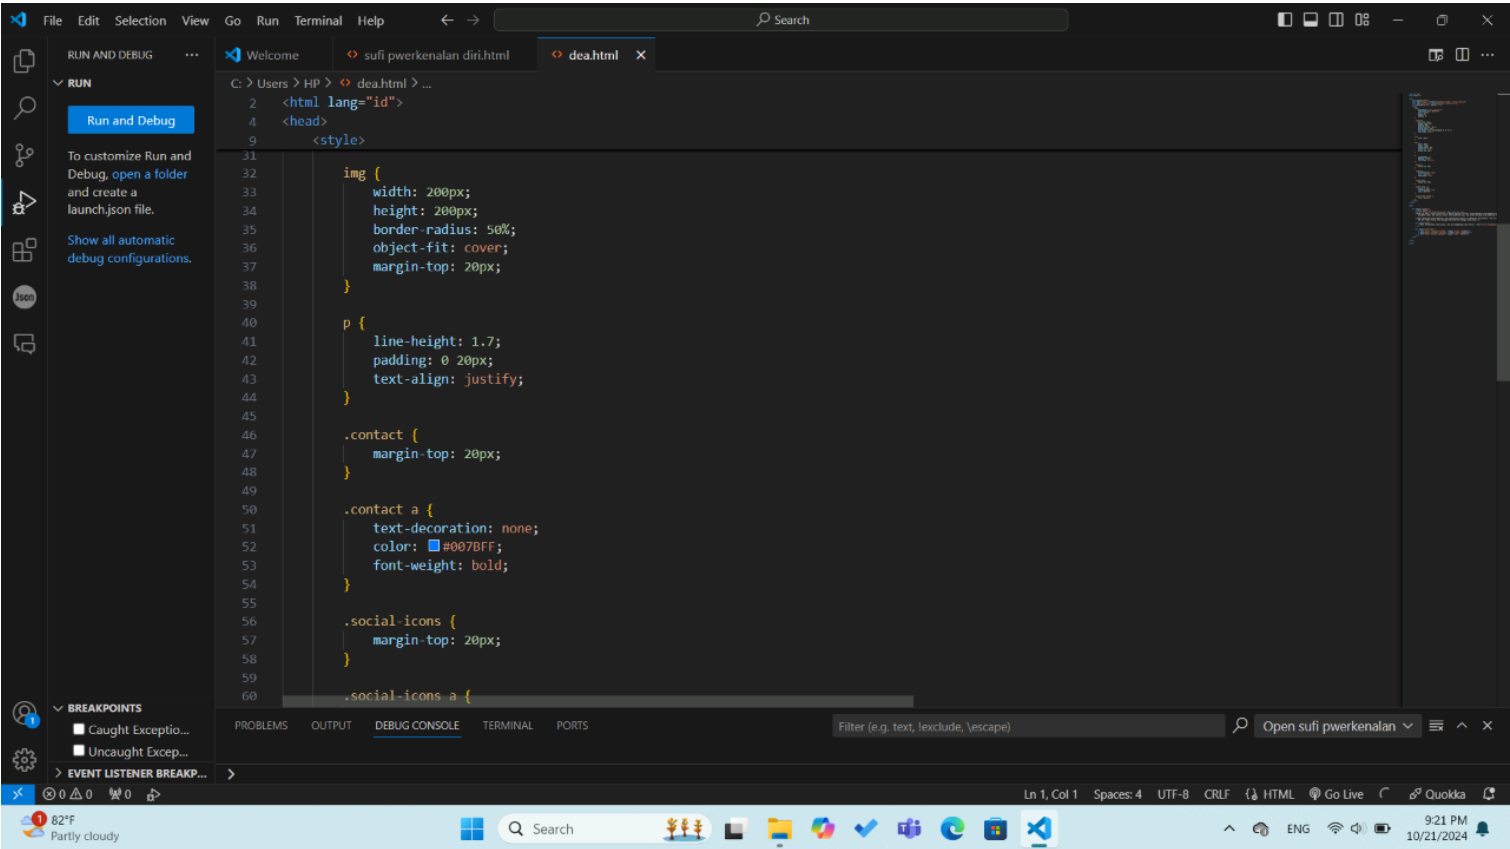 File Edit Selection View Go Run Terminal Help
Search
RUN AND DEBUG
Welcome
sufi pwerkenalan diri.html
dea.html
RUN
C: > Users > HP > dea.html > ...
Run and Debug
To customize Run and
Debug, open a folder
and create a
launch.json file.
Show all automatic
debug configurations.
Json
2 <html lang="id">
4 <head>
9 <style>
31
32 img {
33 width: 200px;
34 height: 200px;
35 border-radius: 50%;
36 object-fit: cover;
37 margin-top: 20px;
38 }
39
40 p {
41 line-height: 1.7;
42 padding: 0 20px;
43 text-align: justify;
44 }
45
46 .contact {
47 margin-top: 20px;
48 }
49
50 .contact a {
51 text-decoration: none;
52 color: #007BFF;
53 font-weight: bold;
54 }
55
56 .social-icons {
57 margin-top: 20px;
58 }
59
60 .social-icons a {
1
BREAKPOINTS
Caught Exceptio...
Uncaught Excep...
EVENT LISTENER BREAKP...
PROBLEMS OUTPUT DEBUG CONSOLE TERMINAL PORTS
Filter (e.g. text, !exclude, \escape)
Open sufi pwerkenalan
>
0 0 0
Ln 1, Col 1 Spaces: 4 UTF-8 CRLF HTML Go Live Quokka
1
82°F
Partly cloudy
Search
ENG
9:21 PM
10/21/2024